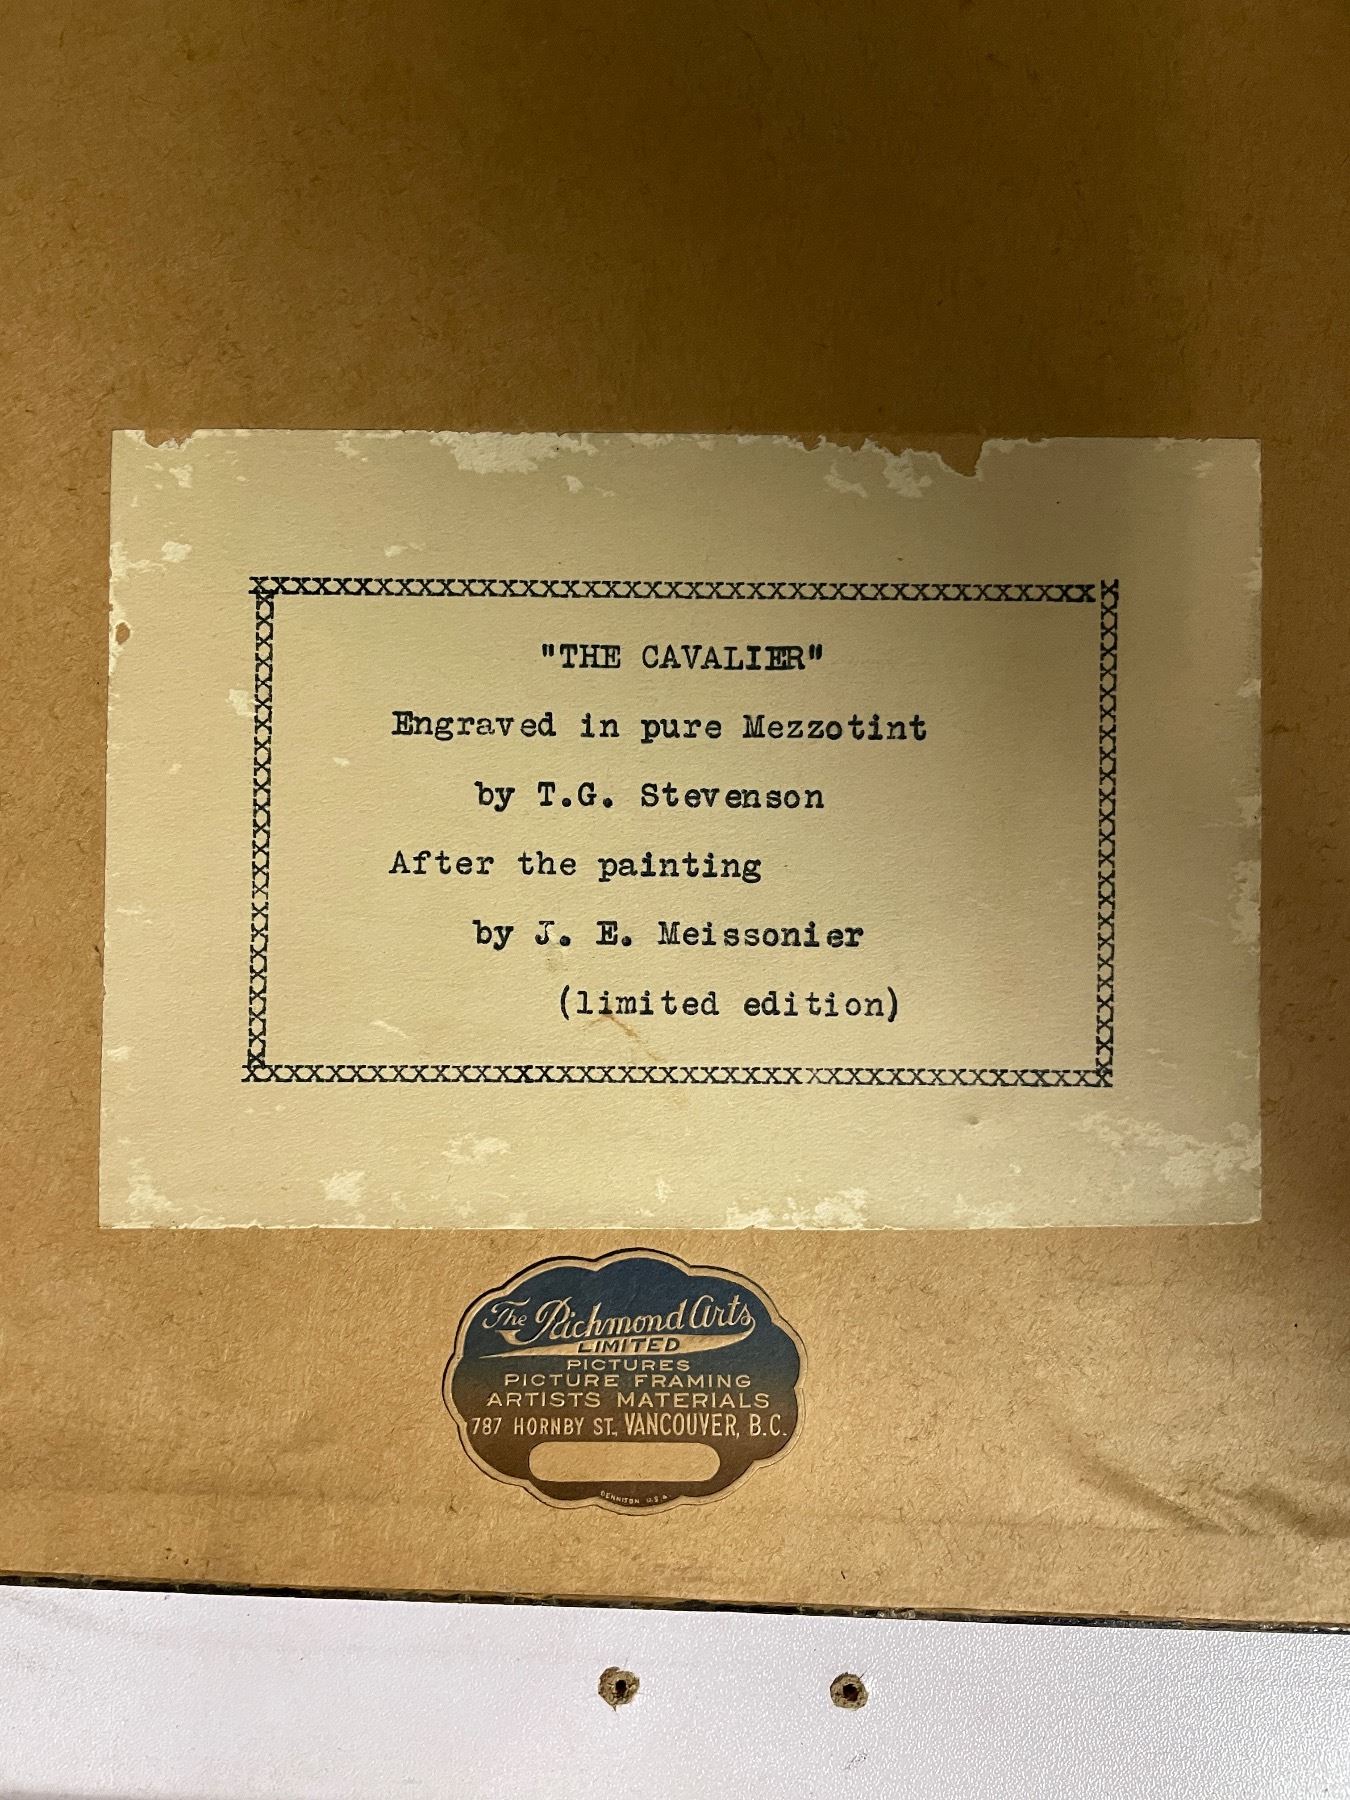 "THE CAVALIER"
Engraved in pure Mezzotint
by T.G. Stevenson
After the painting
by J. E. Meissonier
(limited edition)
The Richmond Arts
LIMITED
PICTURES
PICTURE FRAMING
ARTISTS MATERIALS
787 HORNBY ST., VANCOUVER, B.C.
DENNISON U.S.A.